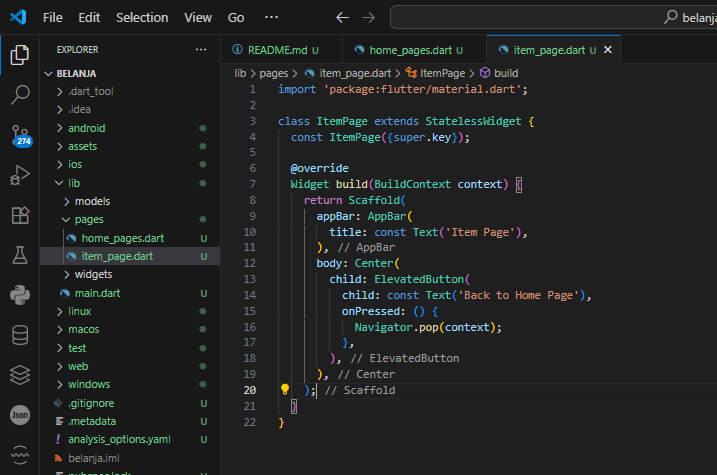 File Edit Selection View Go ···
belanja
EXPLORER ···
BELANJA
.dart_tool
.idea
android
assets
ios
lib
models
pages
home_pages.dart U
item_page.dart U
widgets
main.dart U
linux
macos
test
web
windows
.gitignore U
.metadata U
analysis_options.yaml U
belanja.iml
274
Json
README.md U
home_pages.dart U
item_page.dart U
lib > pages > item_page.dart > ItemPage > build
1 import 'package:flutter/material.dart';
2
3 class ItemPage extends StatelessWidget {
4 const ItemPage({super.key});
5
6 @override
7 Widget build(BuildContext context) {
8 return Scaffold(
9 appBar: AppBar(
10 title: const Text('Item Page'),
11 ), // AppBar
12 body: Center(
13 child: ElevatedButton(
14 child: const Text('Back to Home Page'),
15 onPressed: () {
16 Navigator.pop(context);
17 },
18 ), // ElevatedButton
19 ), // Center
20 ); // Scaffold
21 }
22 }